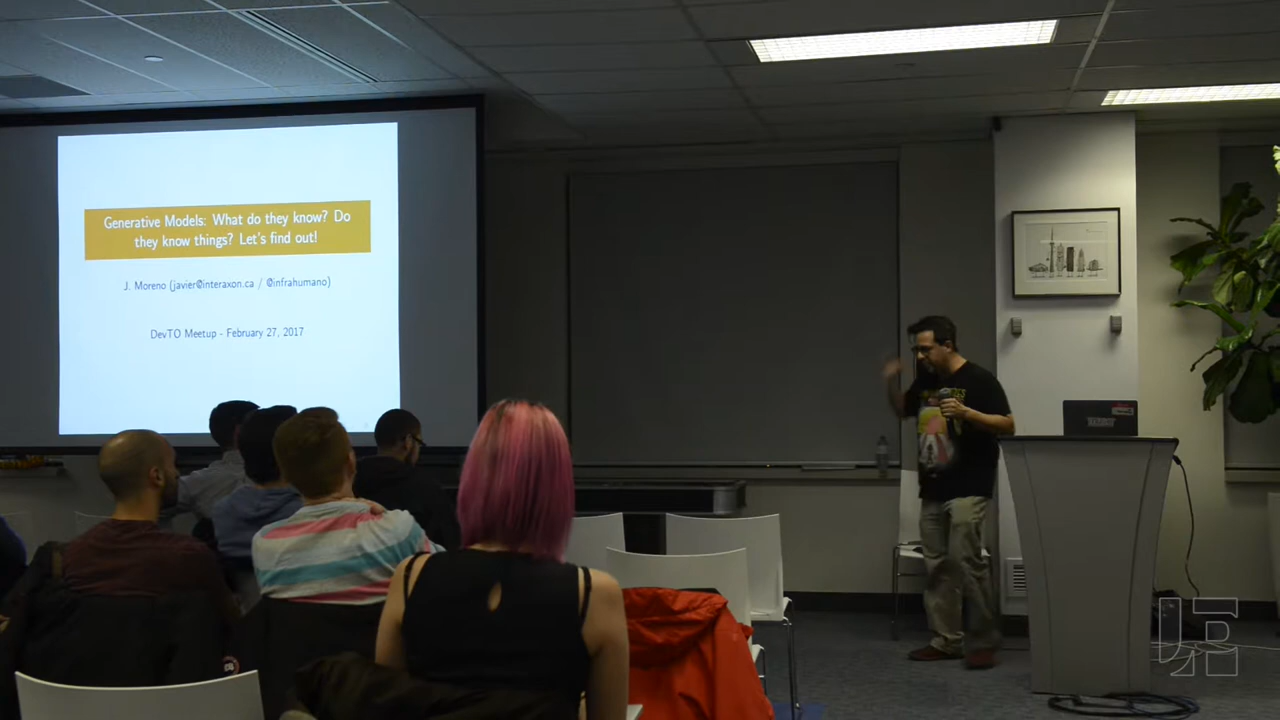 Generative Models: What do they know? Do
they know things? Let's find out!
J. Moreno (javier@interaxon.ca / @infrahumano)
DevTO Meetup - February 27, 2017